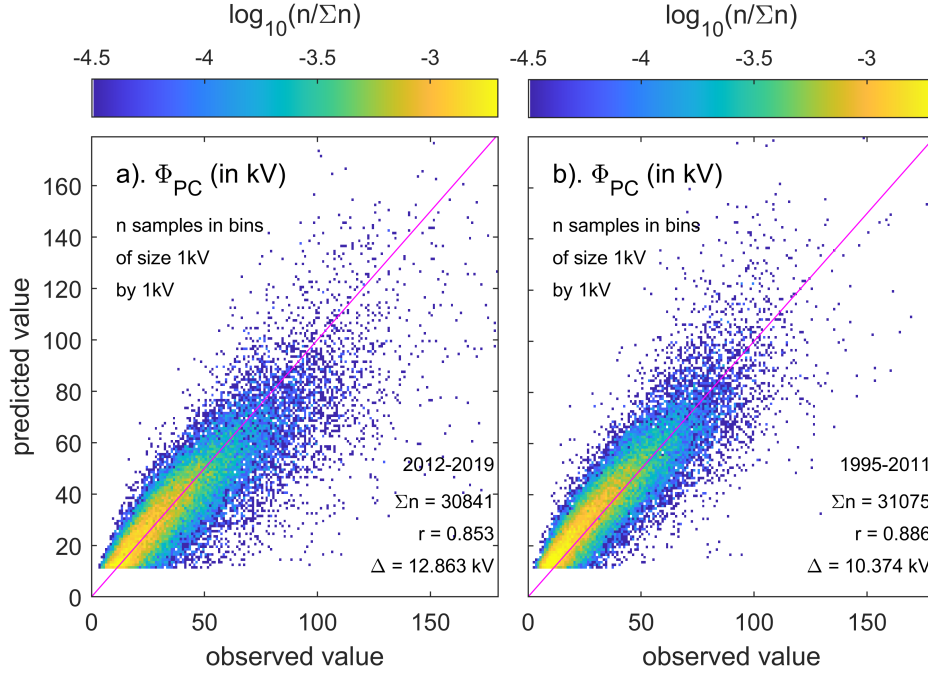 log10(n/Σn)
-4.5 -4 -3.5 -3
a). ΦPC (in kV)
n samples in bins
of size 1kV
by 1kV
2012-2019
Σn = 30841
r = 0.853
Δ = 12.863 kV
predicted value
160
140
120
100
80
60
40
20
0
0 50 100 150
observed value
log10(n/Σn)
-4.5 -4 -3.5 -3
b). ΦPC (in kV)
n samples in bins
of size 1kV
by 1kV
1995-2011
Σn = 31075
r = 0.886
Δ = 10.374 kV
0 50 100 150
observed value